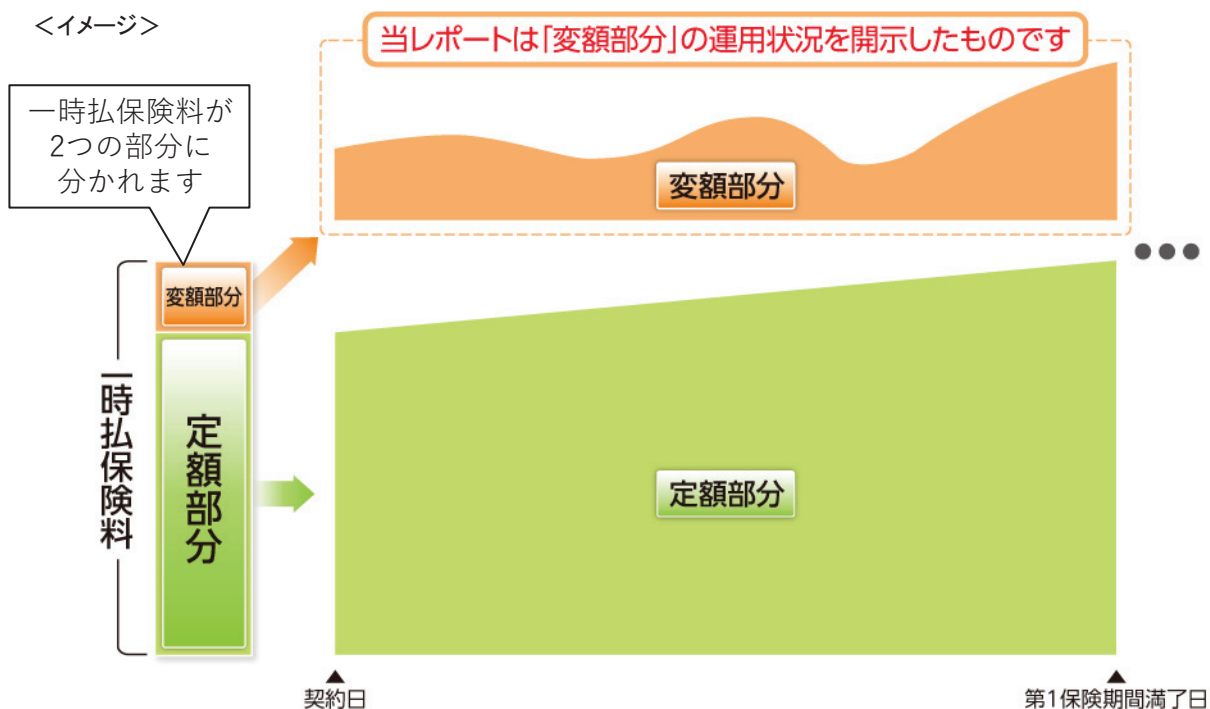 ＜イメージ＞
当レポートは「変額部分」の運用状況を開示したものです
一時払保険料が
2つの部分に
分かれます
変額部分
変額部分
一時払保険料
定額部分
定額部分
契約日
第1保険期間満了日